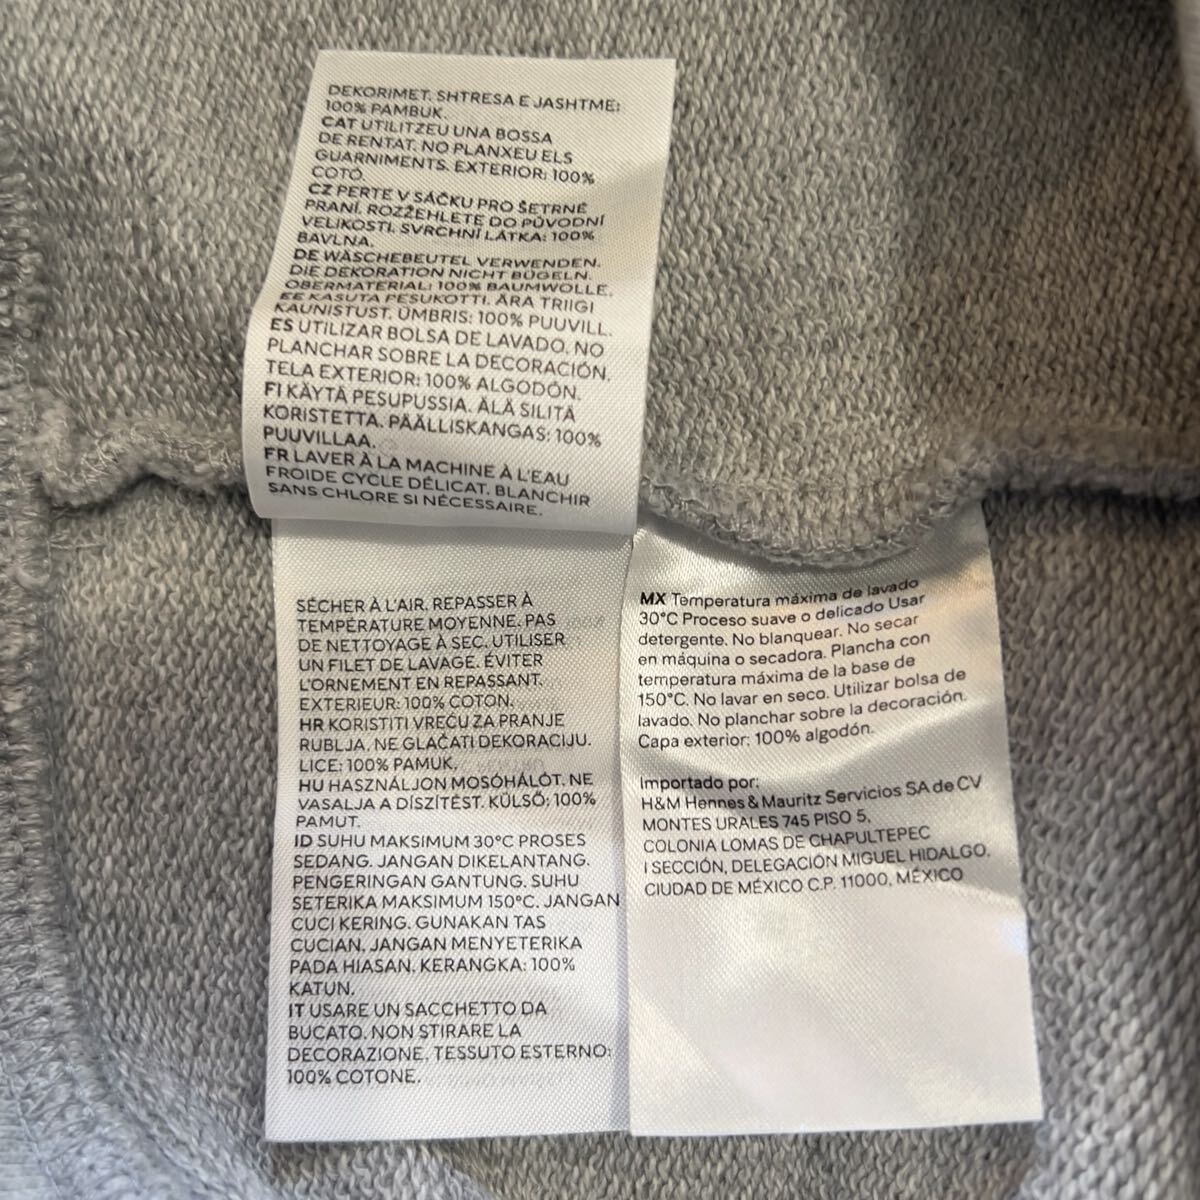 DEKORIMET. SHTRESA E JASHTME:
100% PAMBUK.
CAT UTILITZEU UNA BOSSA
DE RENTAT. NO PLANXEU ELS
GUARNIMENTS. EXTERIOR: 100%
COTÓ.
CZ PERTE V SÁČKU PRO ŠETRNÉ
PRANÍ. ROZŽEHLETE DO PŮVODNÍ
VELIKOSTI. SVRCHNÍ LÁTKA: 100%
BAVLNA.
DE WÄSCHEBEUTEL VERWENDEN.
DIE DEKORATION NICHT BÜGELN.
OBERMATERIAL: 100% BAUMWOLLE.
EE KASUTA PESUKOTTI. ÄRA TRIIGI
KAUNISTUST. ÜMBRIS: 100% PUUVILL.
ES UTILIZAR BOLSA DE LAVADO. NO
PLANCHAR SOBRE LA DECORACIÓN.
TELA EXTERIOR: 100% ALGODÓN.
FI KÄYTÄ PESUPUSSIA. ÄLÄ SILITÄ
KORISTETTA. PÄÄLLISKANGAS: 100%
PUUVILLAA.
FR LAVER À LA MACHINE À L'EAU
FROIDE CYCLE DÉLICAT. BLANCHIR
SANS CHLORE SI NÉCESSAIRE.
SÉCHER À L'AIR. REPASSER À
TEMPÉRATURE MOYENNE. PAS
DE NETTOYAGE À SEC. UTILISER
UN FILET DE LAVAGE. ÉVITER
L'ORNEMENT EN REPASSANT.
EXTERIEUR: 100% COTON.
HR KORISTITI VREĆU ZA PRANJE
RUBLJA. NE GLAČATI DEKORACIJU.
LICE: 100% PAMUK.
HU HASZNÁLJON MOSÓHÁLÓT. NE
VASALJA A DÍSZÍTÉST. KÜLSŐ: 100%
PAMUT.
ID SUHU MAKSIMUM 30°C PROSES
SEDANG. JANGAN DIKELANTANG.
PENGERINGAN GANTUNG. SUHU
SETERIKA MAKSIMUM 150°C. JANGAN
CUCI KERING. GUNAKAN TAS
CUCIAN. JANGAN MENYETERIKA
PADA HIASAN. KERANGKA: 100%
KATUN.
IT USARE UN SACCHETTO DA
BUCATO. NON STIRARE LA
DECORAZIONE. TESSUTO ESTERNO:
100% COTONE.
MX Temperatura máxima de lavado
30°C Proceso suave o delicado Usar
detergente. No blanquear. No secar
en máquina o secadora. Plancha con
temperatura máxima de la base de
150°C. No lavar en seco. Utilizar bolsa de
lavado. No planchar sobre la decoración.
Capa exterior: 100% algodón.
Importado por:
H&M Hennes & Mauritz Servicios SA de CV
MONTES URALES 745 PISO 5,
COLONIA LOMAS DE CHAPULTEPEC
I SECCIÓN, DELEGACIÓN MIGUEL HIDALGO.
CIUDAD DE MÉXICO C.P. 11000, MÉXICO